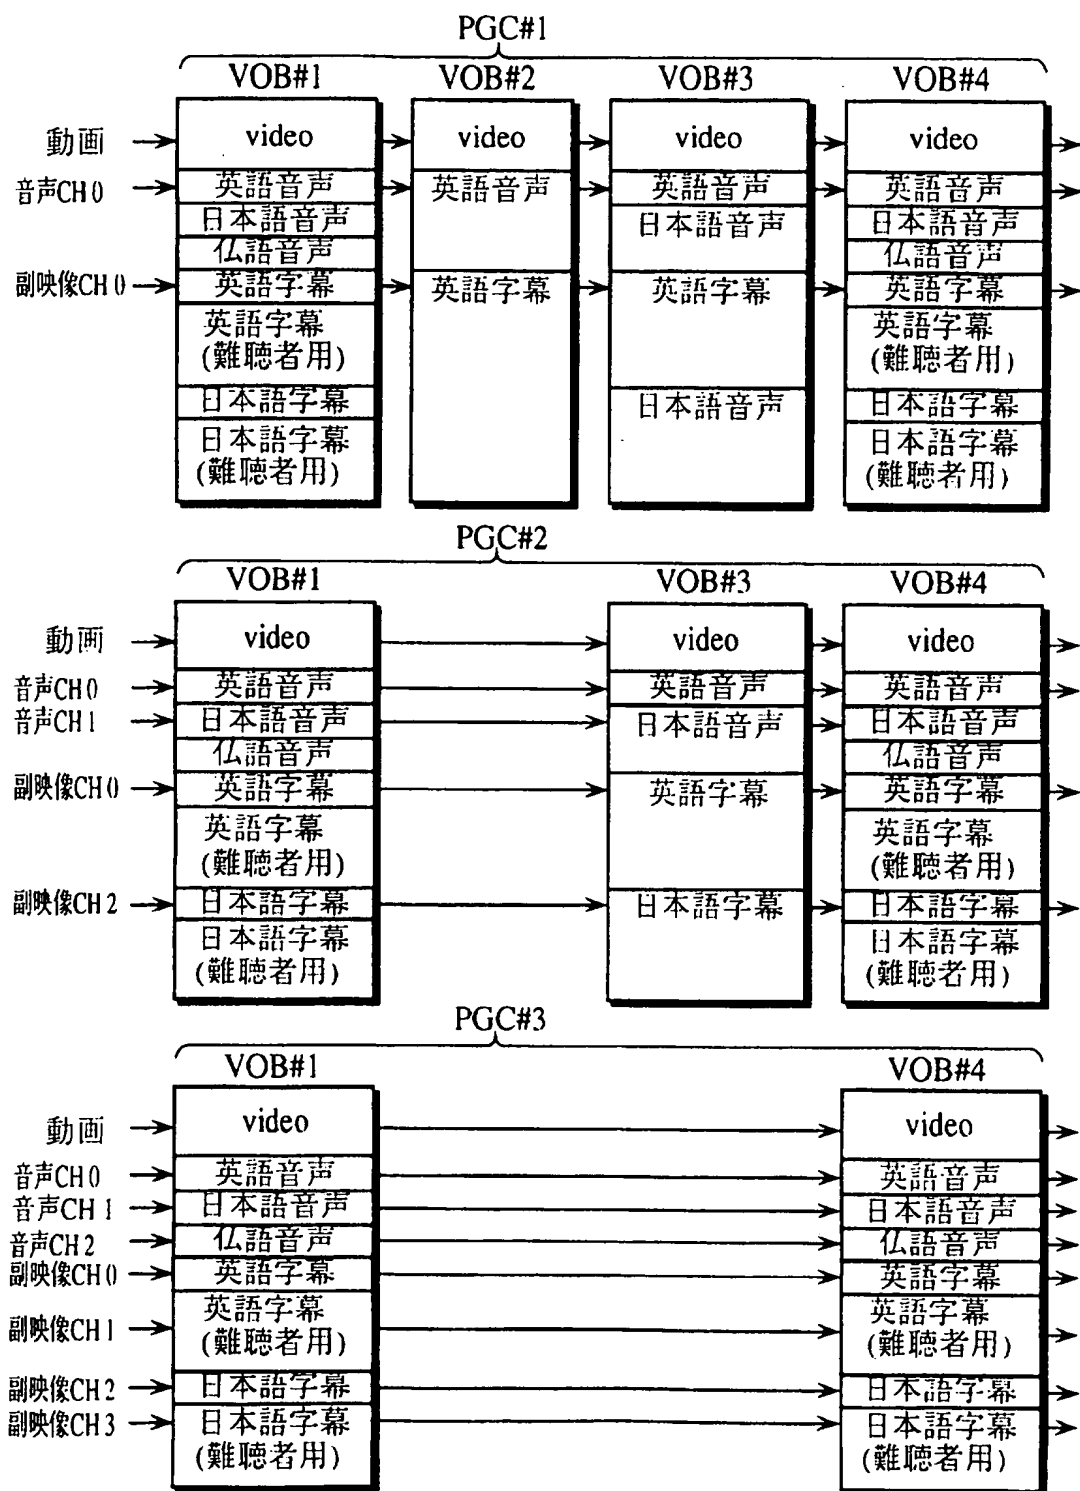 PGC#1
VOB#1 VOB#2 VOB#3 VOB#4
動画 video video video video
音声CH0 英語音声 英語音声 英語音声 英語音声
日本語音声 日本語音声 日本語音声
仏語音声 仏語音声
副映像CH0 英語字幕 英語字幕 英語字幕 英語字幕
英語字幕 英語字幕
(難聴者用) (難聴者用)
日本語字幕 日本語音声 日本語字幕
日本語字幕 日本語字幕
(難聴者用) (難聴者用)
PGC#2
VOB#1 VOB#3 VOB#4
動画 video video video
音声CH0 英語音声 英語音声 英語音声
音声CH1 日本語音声 日本語音声 日本語音声
仏語音声 仏語音声
副映像CH0 英語字幕 英語字幕 英語字幕
英語字幕 英語字幕
(難聴者用) (難聴者用)
副映像CH2 日本語字幕 日本語字幕 日本語字幕
日本語字幕 日本語字幕
(難聴者用) (難聴者用)
PGC#3
VOB#1 VOB#4
動画 video video
音声CH0 英語音声 英語音声
音声CH1 日本語音声 日本語音声
音声CH2 仏語音声 仏語音声
副映像CH0 英語字幕 英語字幕
英語字幕 英語字幕
副映像CH1 (難聴者用) (難聴者用)
副映像CH2 日本語字幕 日本語字幕
副映像CH3 日本語字幕 日本語字幕
(難聴者用) (難聴者用)